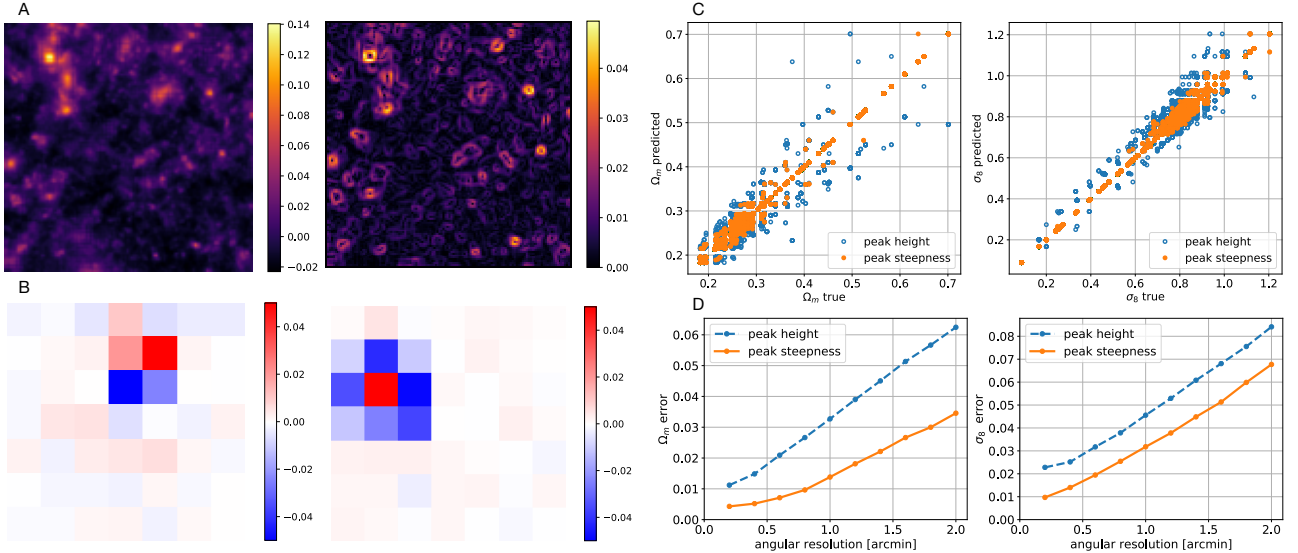 A
0.14
0.12
0.10
0.08
0.06
0.04
0.02
0.00
−0.02
0.04
0.03
0.02
0.01
0.00
B
0.04
0.02
0.00
−0.02
−0.04
0.04
0.02
0.00
−0.02
−0.04
C
0.7
0.6
0.5
0.4
0.3
0.2
Ωm predicted
peak height
peak steepness
0.2 0.3 0.4 0.5 0.6 0.7
Ωm true
1.2
1.0
0.8
0.6
0.4
0.2
σ8 predicted
peak height
peak steepness
0.2 0.4 0.6 0.8 1.0 1.2
σ8 true
D
0.06
0.05
0.04
0.03
0.02
0.01
0.00
Ωm error
peak height
peak steepness
0.0 0.5 1.0 1.5 2.0
angular resolution [arcmin]
0.08
0.07
0.06
0.05
0.04
0.03
0.02
0.01
0.00
σ8 error
peak height
peak steepness
0.0 0.5 1.0 1.5 2.0
angular resolution [arcmin]